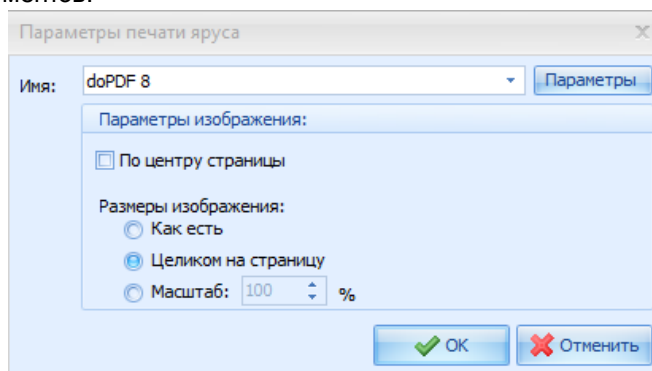 Параметры печати яруса
Имя: doPDF 8 Параметры
Параметры изображения:
По центру страницы
Размеры изображения:
Как есть
Целиком на страницу
Масштаб: 100 %
OK Отменить